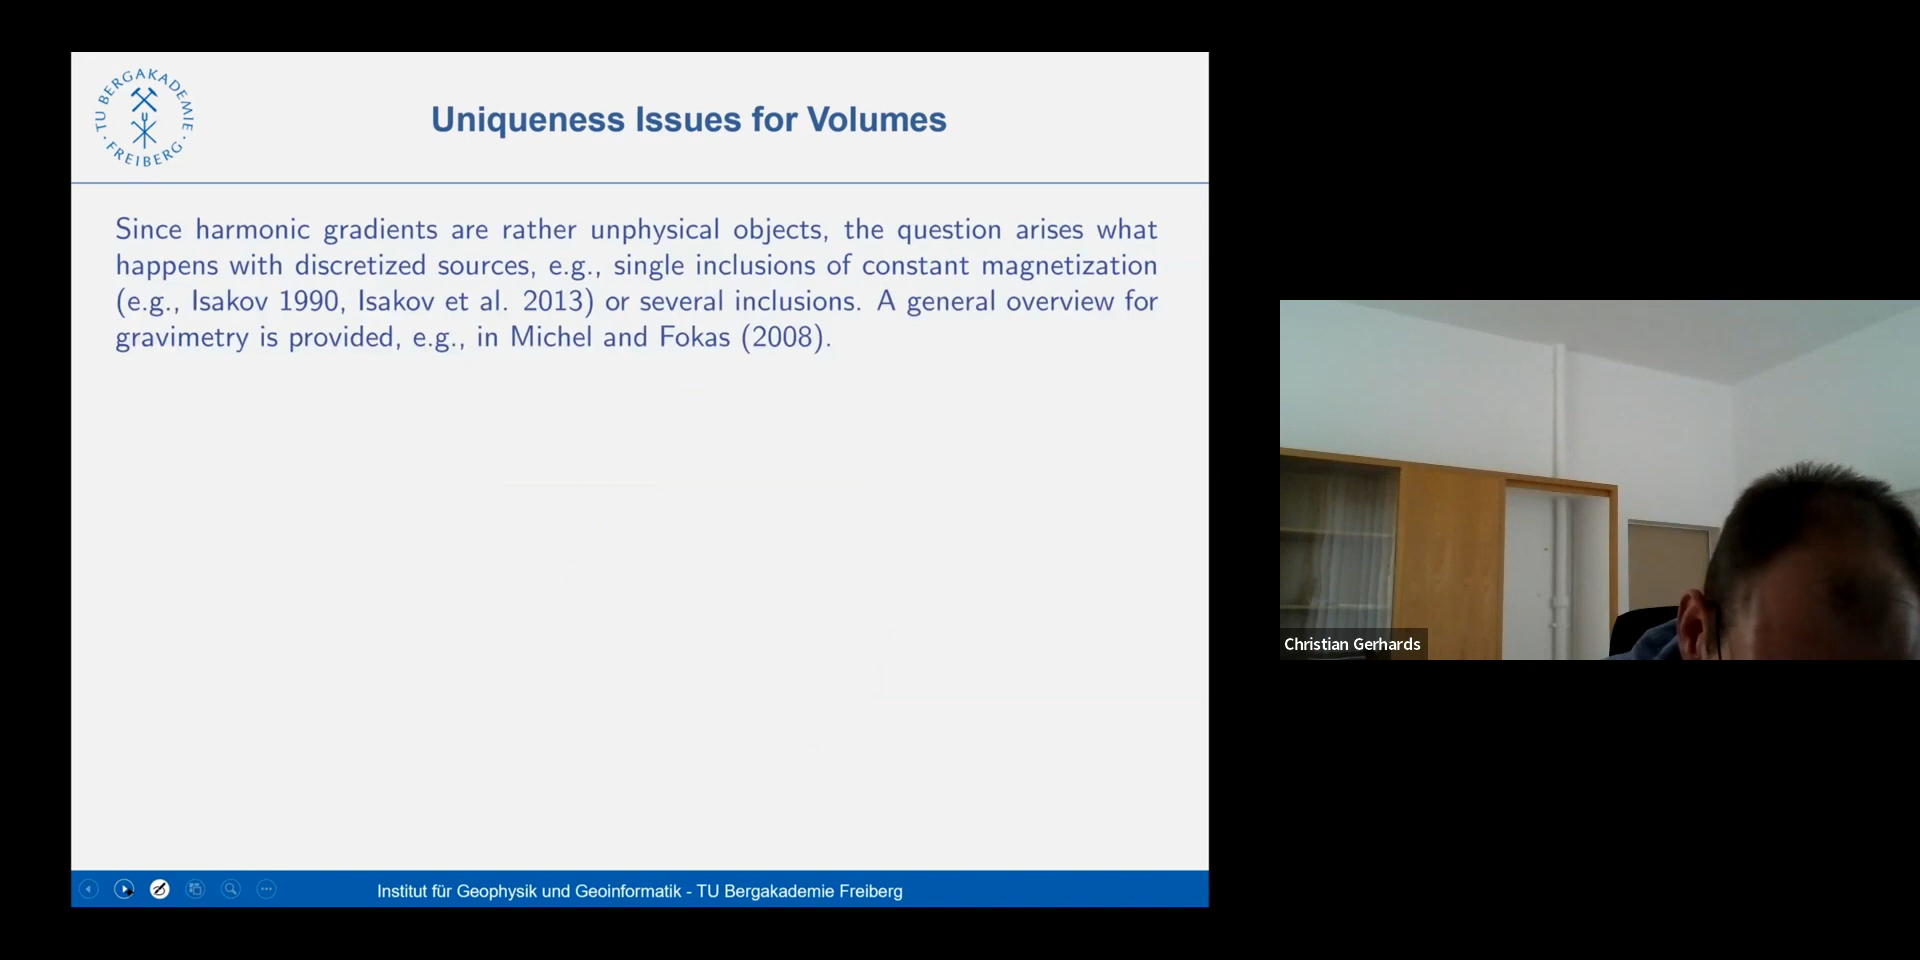 TU BERGAKADEMIE
FREIBERG
Uniqueness Issues for Volumes
Since harmonic gradients are rather unphysical objects, the question arises what
happens with discretized sources, e.g., single inclusions of constant magnetization
(e.g., Isakov 1990, Isakov et al. 2013) or several inclusions. A general overview for
gravimetry is provided, e.g., in Michel and Fokas (2008).
Christian Gerhards
Institut für Geophysik und Geoinformatik - TU Bergakademie Freiberg